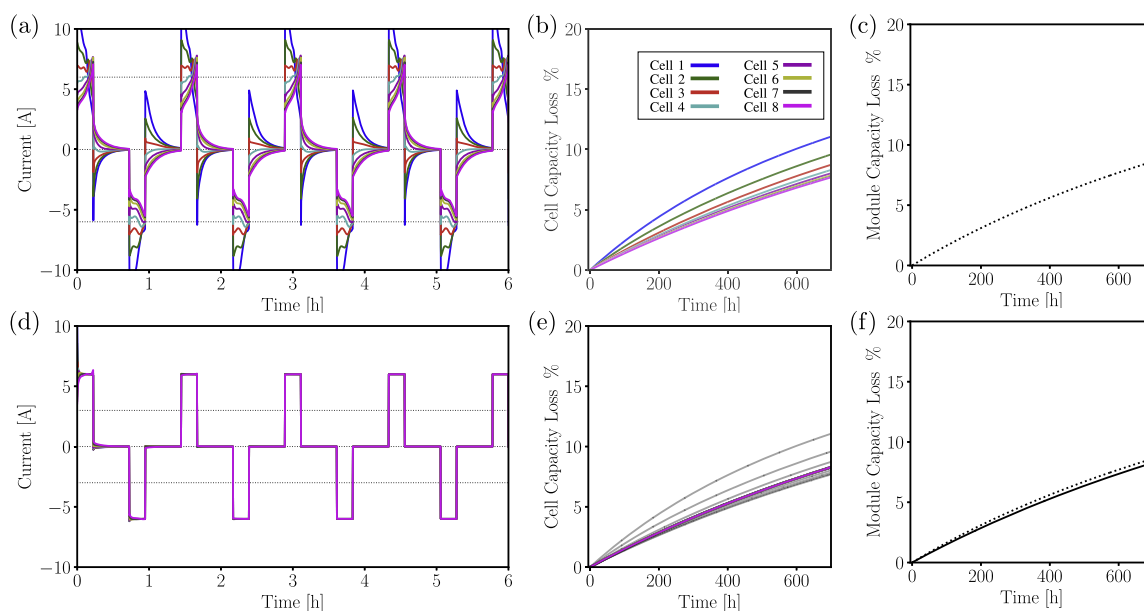 (a)
10
5
0
−5
−10
Current [A]
0 1 2 3 4 5 6
Time [h]
(b)
20
15
10
5
0
Cell Capacity Loss %
Cell 1
Cell 2
Cell 3
Cell 4
Cell 5
Cell 6
Cell 7
Cell 8
0 200 400 600
Time [h]
(c)
20
15
10
5
0
Module Capacity Loss %
0 200 400 600
Time [h]
(d)
10
5
0
−5
−10
Current [A]
0 1 2 3 4 5 6
Time [h]
(e)
20
15
10
5
0
Cell Capacity Loss %
0 200 400 600
Time [h]
(f)
20
15
10
5
0
Module Capacity Loss %
0 200 400 600
Time [h]